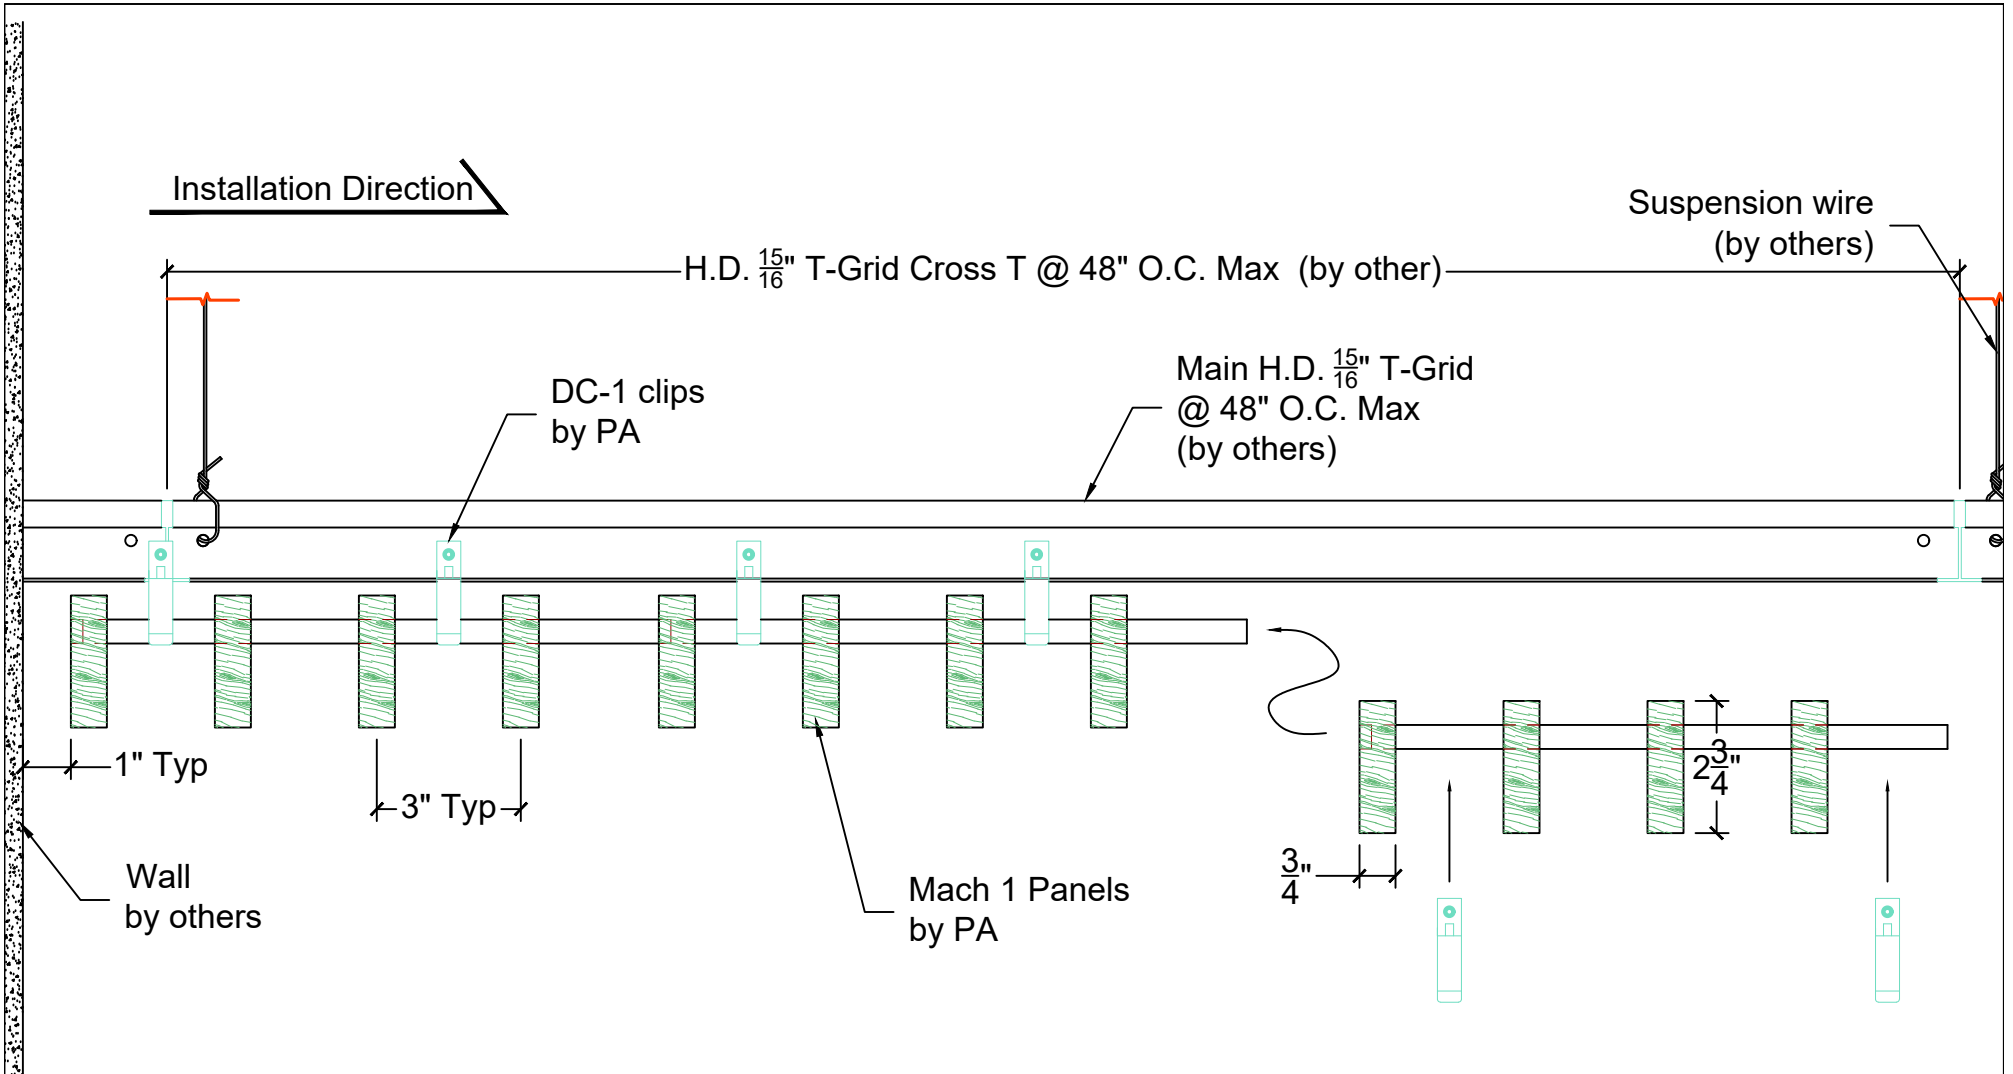 Installation Direction
Suspension wire
(by others)
H.D. 15/16" T-Grid Cross T @ 48" O.C. Max (by other)
Main H.D. 15/16" T-Grid
@ 48" O.C. Max
(by others)
DC-1 clips
by PA
1" Typ
3" Typ
2 3/4"
3/4"
Wall
by others
Mach 1 Panels
by PA